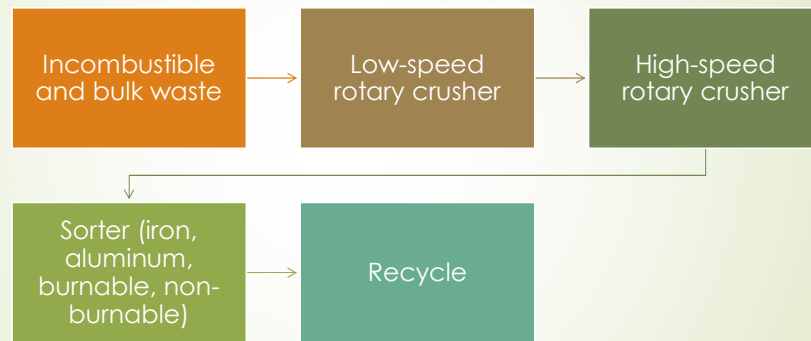 Incombustible
and bulk waste
Low-speed
rotary crusher
High-speed
rotary crusher
Sorter (iron,
aluminum,
burnable, non-
burnable)
Recycle